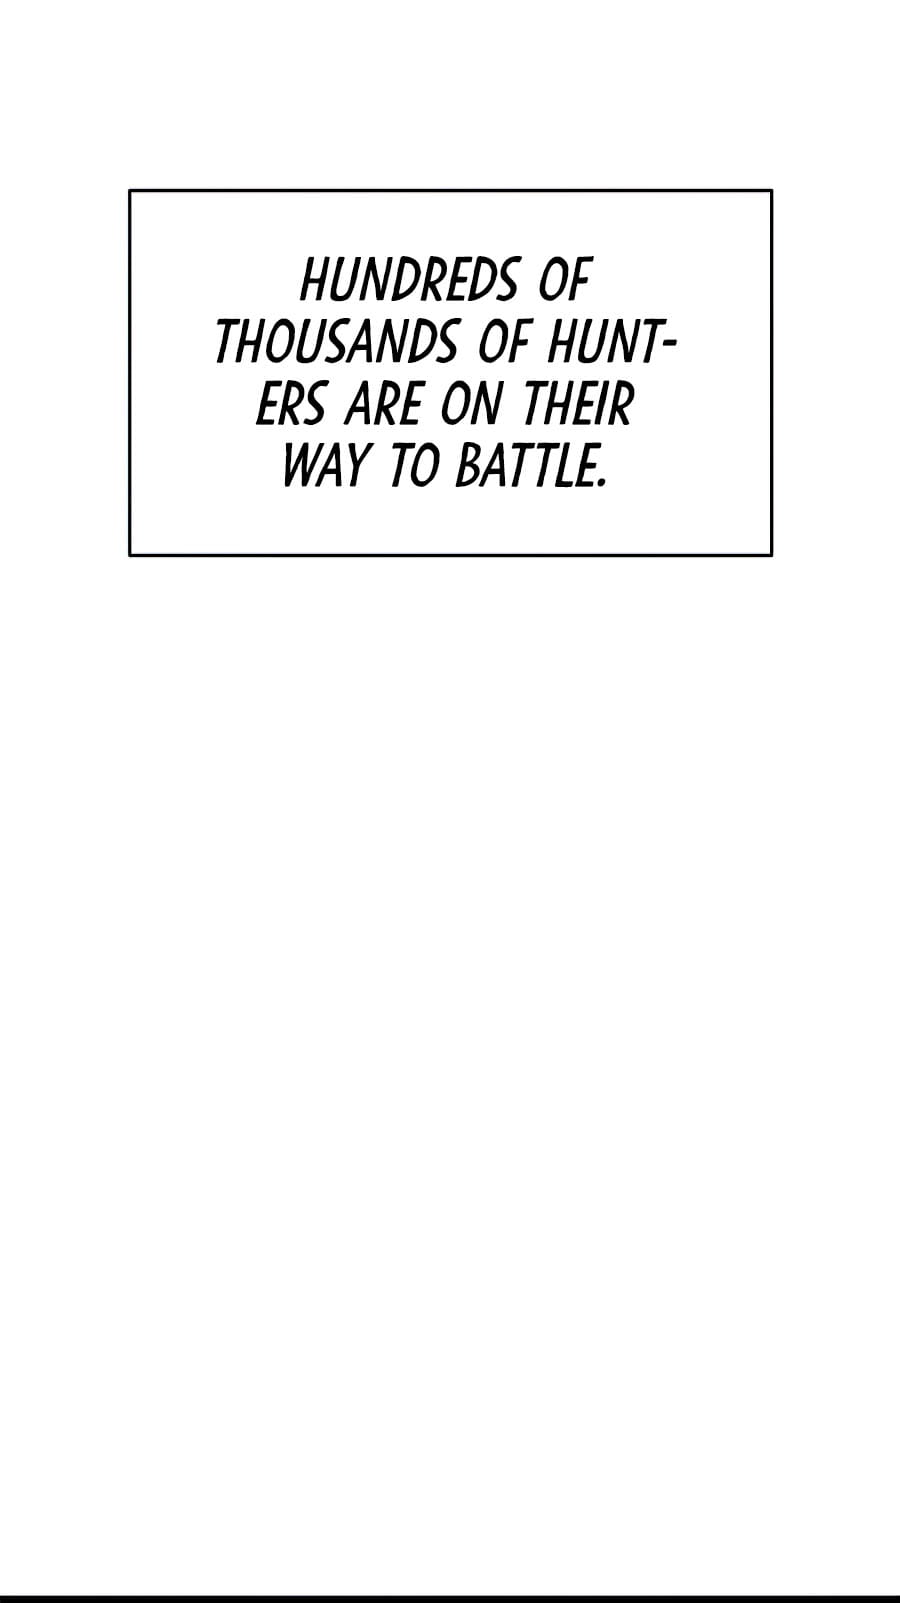 HUNDREDS OF
THOUSANDS OF HUNT-
ERS ARE ON THEIR
WAY TO BATTLE.